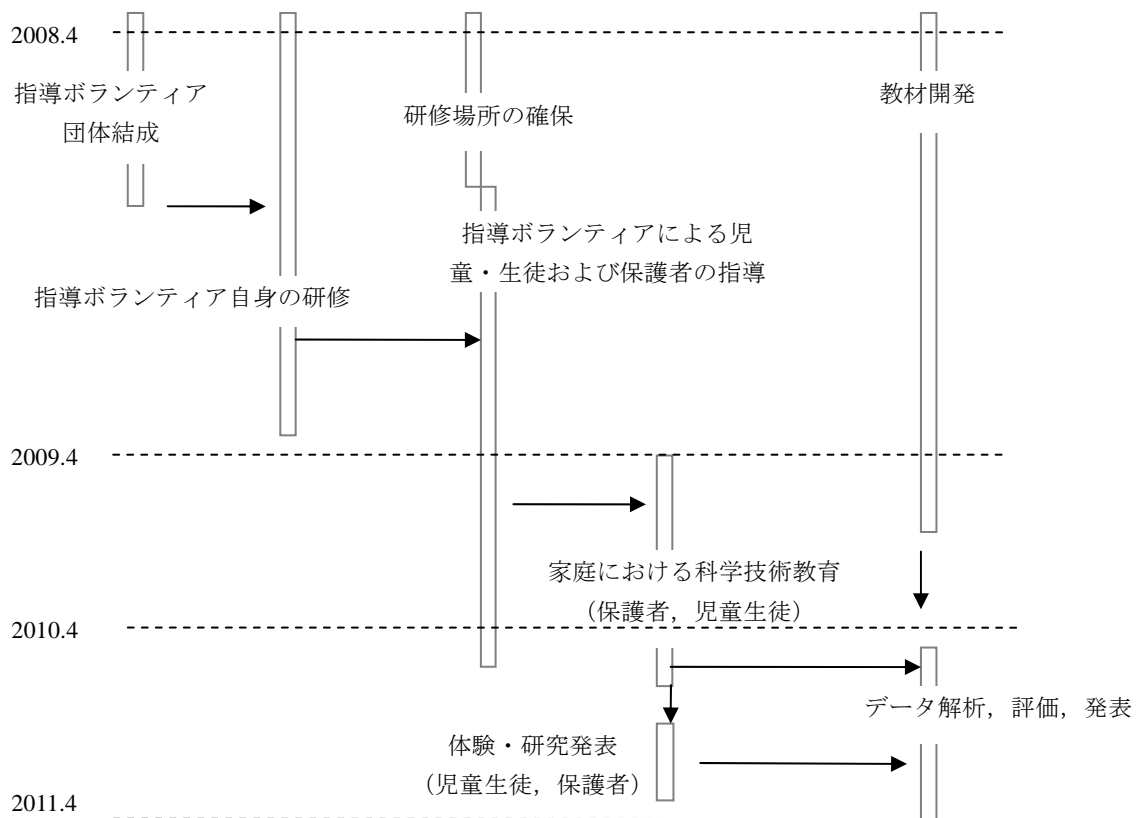 2008.4
指導ボランティア
団体結成
研修場所の確保
教材開発
指導ボランティアによる児
童・生徒および保護者の指導
指導ボランティア自身の研修
2009.4
家庭における科学技術教育
（保護者，児童生徒）
2010.4
データ解析，評価，発表
体験・研究発表
（児童生徒，保護者）
2011.4